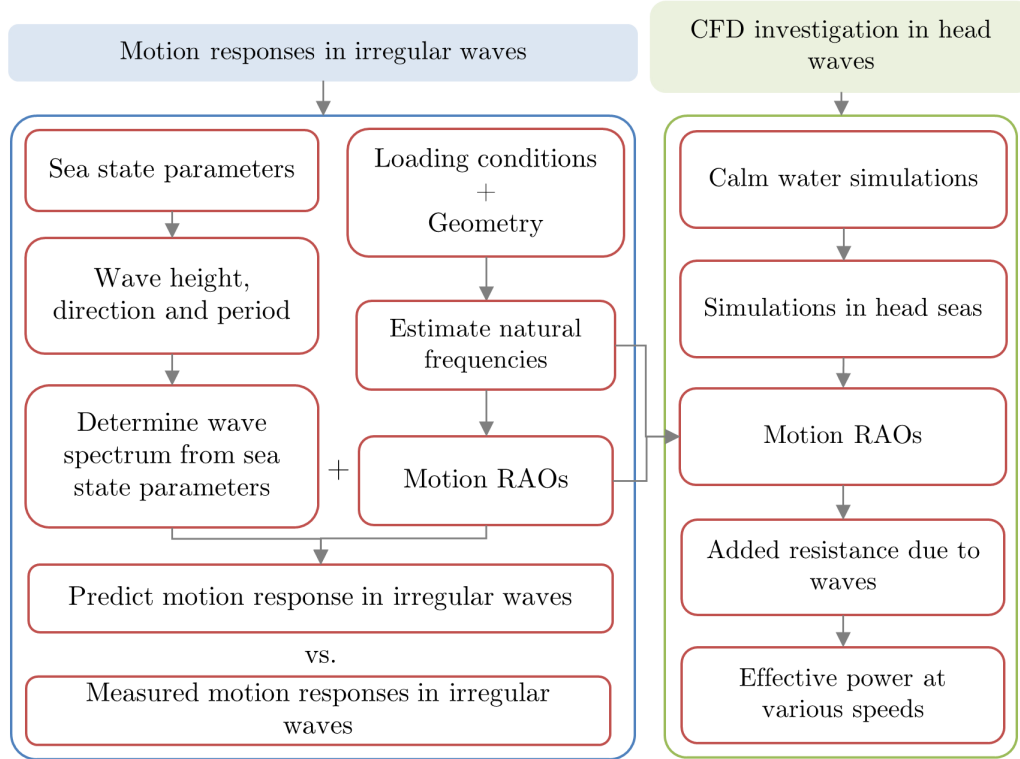 Motion responses in irregular waves
Sea state parameters
Wave height,
direction and period
Determine wave
spectrum from sea
state parameters
+
Loading conditions
+
Geometry
Estimate natural
frequencies
Motion RAOs
Predict motion response in irregular waves
vs.
Measured motion responses in irregular
waves
CFD investigation in head
waves
Calm water simulations
Simulations in head seas
Motion RAOs
Added resistance due to
waves
Effective power at
various speeds